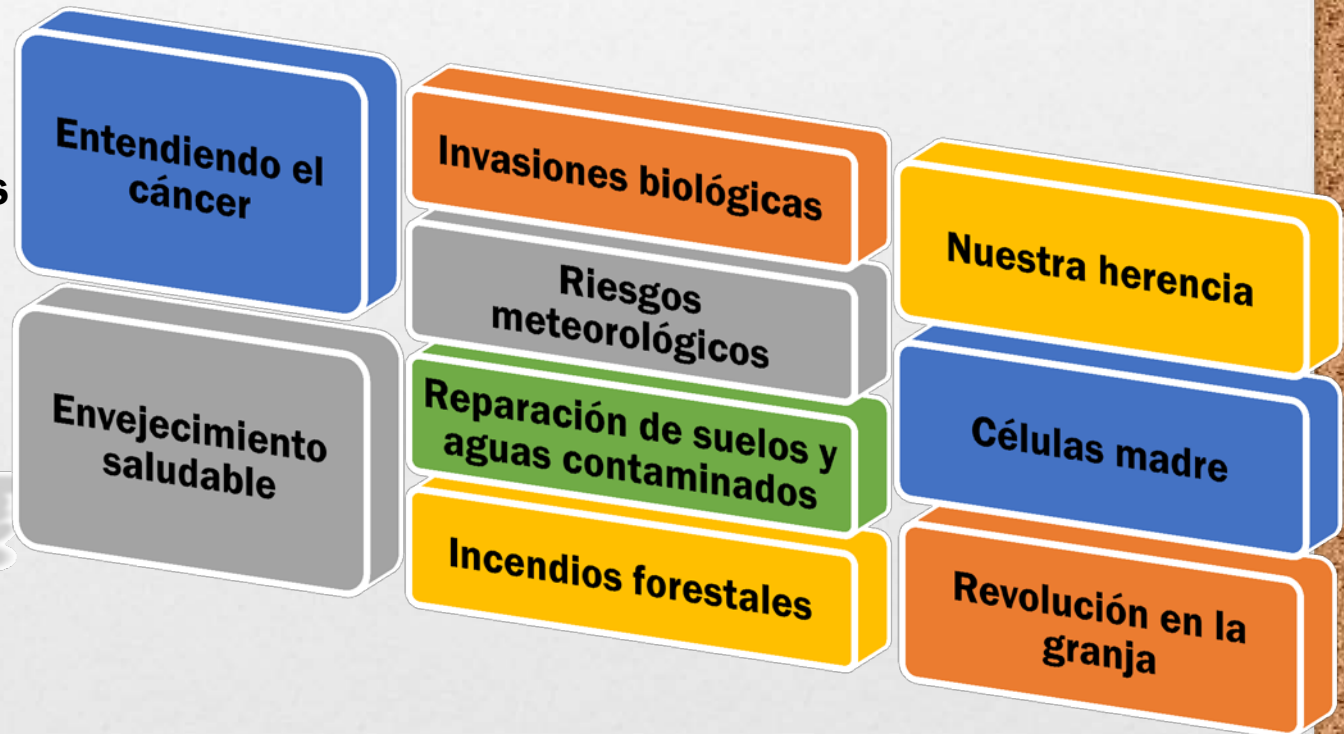 Entendiendo el
cáncer
Envejecimiento
saludable
Invasiones biológicas
Riesgos
meteorológicos
Reparación de suelos y
aguas contaminados
Incendios forestales
Nuestra herencia
Células madre
Revolución en la
granja